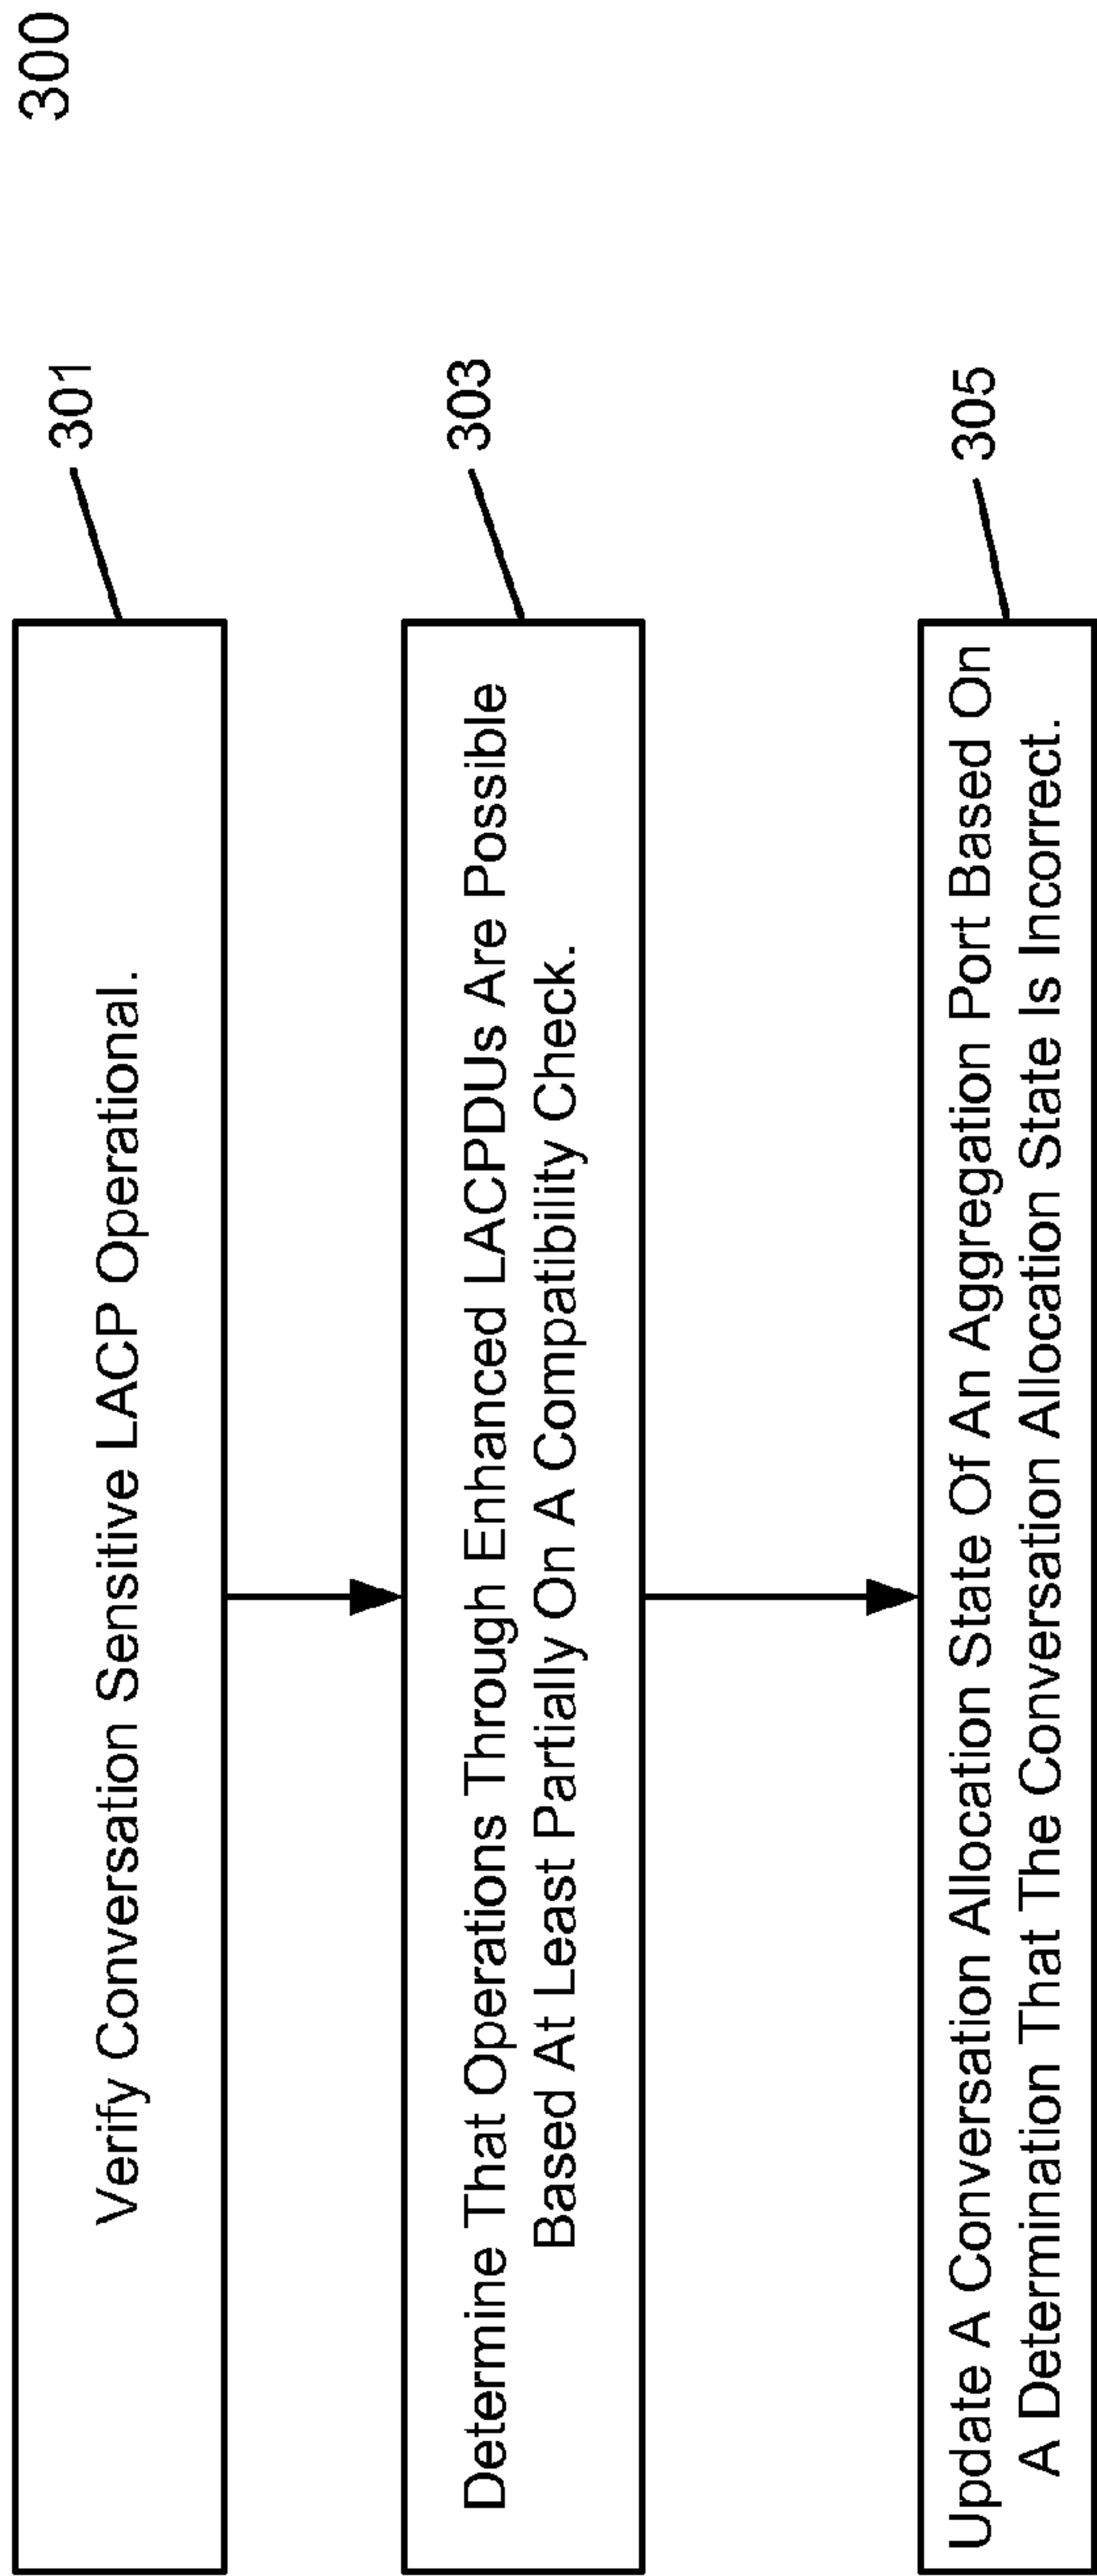 300
301
Verify Conversation Sensitive LACP Operational.
303
Determine That Operations Through Enhanced LACPDUs Are Possible
Based At Least Partially On A Compatibility Check.
305
Update A Conversation Allocation State Of An Aggregation Port Based On
A Determination That The Conversation Allocation State Is Incorrect.